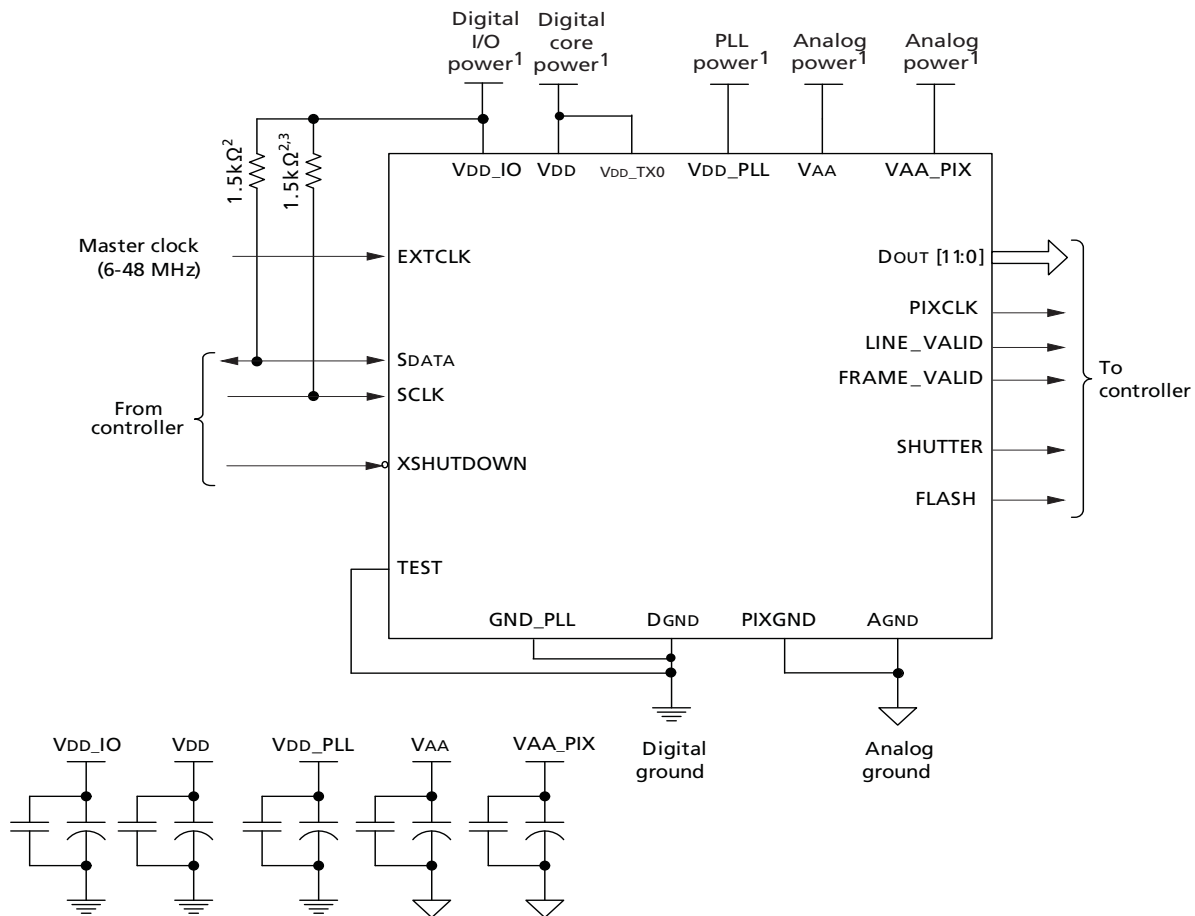 Digital
I/O
power1
Digital
core
power1
PLL
power1
Analog
power1
Analog
power1
1.5kΩ2
1.5kΩ2,3
VDD_IO
VDD
VDD_TX0
VDD_PLL
VAA
VAA_PIX
Master clock
(6-48 MHz)
EXTCLK
DOUT [11:0]
PIXCLK
LINE_VALID
FRAME_VALID
SDATA
SCLK
From
controller
To
controller
XSHUTDOWN
SHUTTER
FLASH
TEST
GND_PLL
DGND
PIXGND
AGND
Digital
ground
Analog
ground
VDD_IO
VDD
VDD_PLL
VAA
VAA_PIX